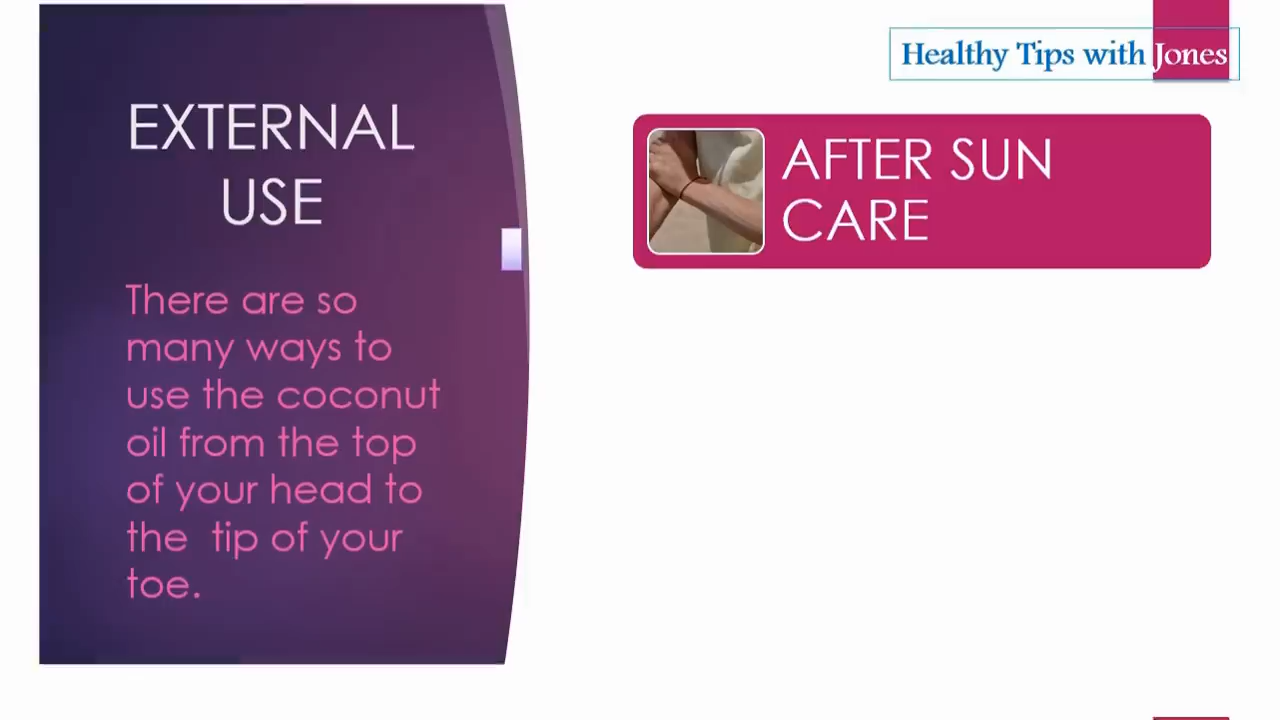 Healthy Tips with Jones
EXTERNAL
USE
There are so
many ways to
use the coconut
oil from the top
of your head to
the tip of your
toe.
AFTER SUN
CARE